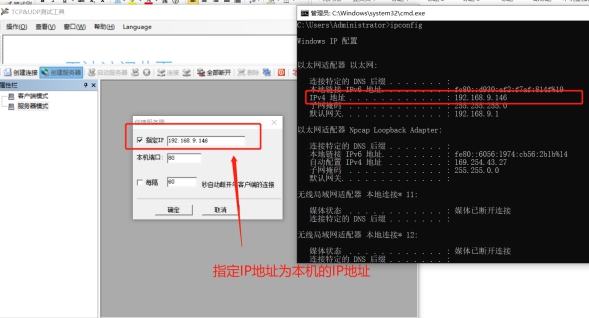 TCP&UDP测试工具
操作(O) 查看(V) 窗口(W) 帮助(H) Language
创建连接 创建服务器 启动服务器 连接 全部断开 删除
属性栏
客户端模式
服务器模式
创建服务器
指定IP 192.168.9.146
本机端口: 80
每隔 60 秒自动断开与客户端的连接
确定 取消
指定IP地址为本机的IP地址
管理员: C:\Windows\system32\cmd.exe
C:\Users\Administrator>ipconfig
Windows IP 配置
以太网适配器 以太网:
连接特定的 DNS 后缀 . . . . . . . :
本地链接 IPv6 地址. . . . . . . . : fe80::d930:af2:f7af:814f%19
IPv4 地址 . . . . . . . . . . . . : 192.168.9.146
子网掩码 . . . . . . . . . . . . : 255.255.255.0
默认网关. . . . . . . . . . . . . : 192.168.9.1
以太网适配器 Npcap Loopback Adapter:
连接特定的 DNS 后缀 . . . . . . . :
本地链接 IPv6 地址. . . . . . . . : fe80::6056:1974:cb56:2b1b%14
自动配置 IPv4 地址 . . . . . . . : 169.254.43.27
子网掩码 . . . . . . . . . . . . : 255.255.0.0
默认网关. . . . . . . . . . . . . :
无线局域网适配器 本地连接* 11:
媒体状态 . . . . . . . . . . . . : 媒体已断开连接
连接特定的 DNS 后缀 . . . . . . . :
无线局域网适配器 本地连接* 12:
媒体状态 . . . . . . . . . . . . : 媒体已断开连接
连接特定的 DNS 后缀 . . . . . . . :